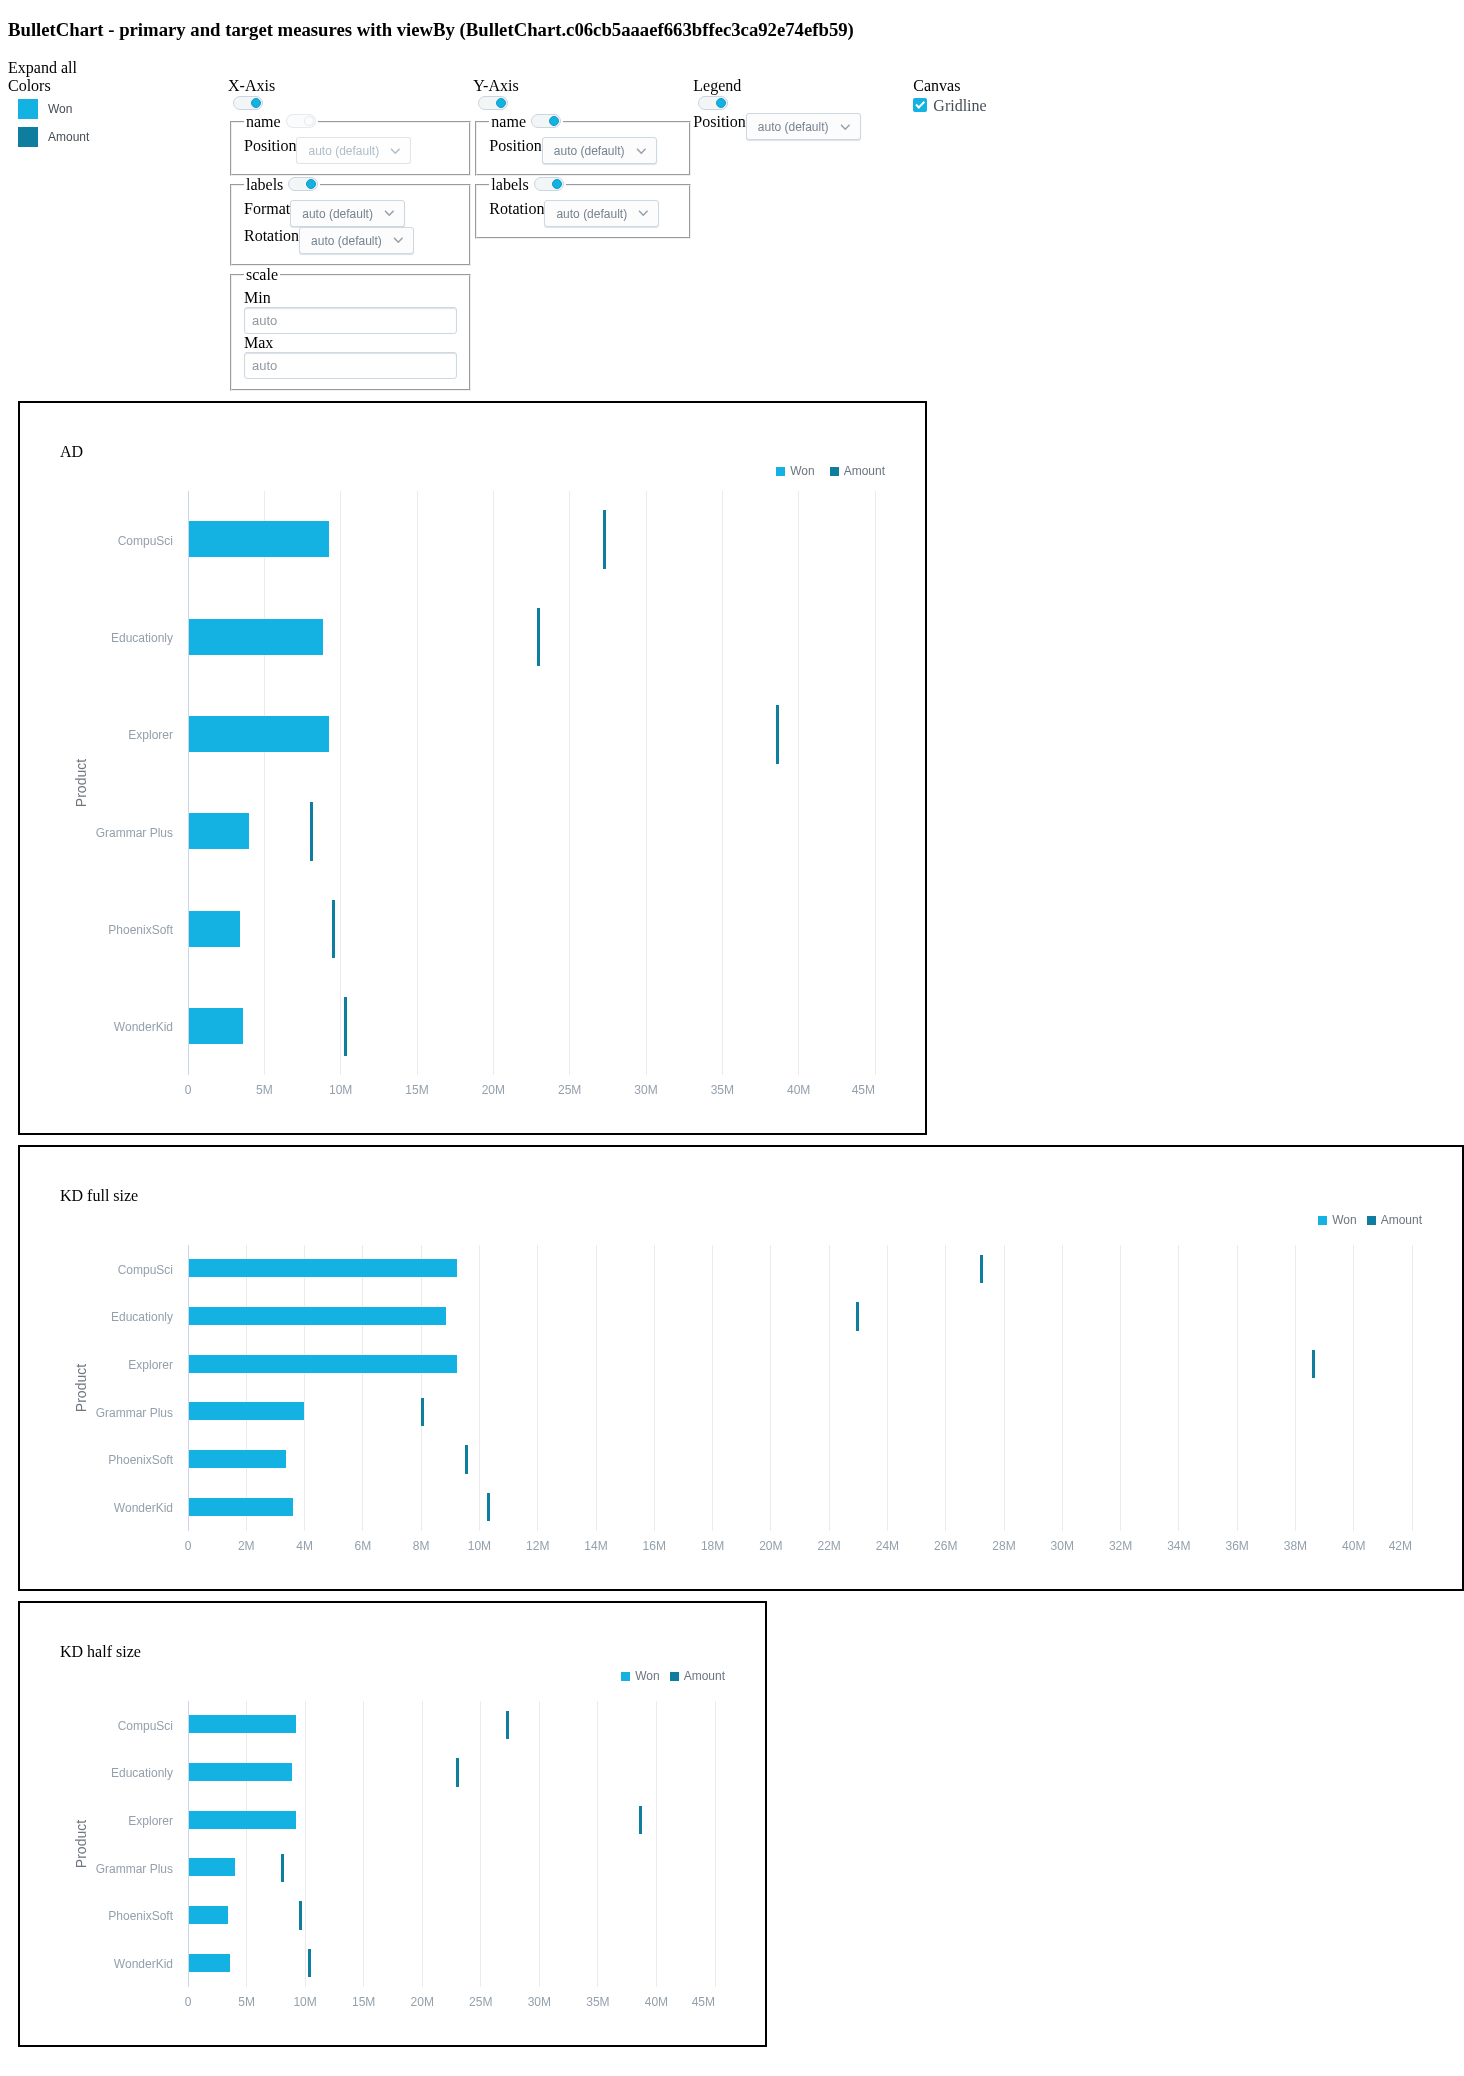 BulletChart - primary and target measures with viewBy (BulletChart.c06cb5aaaef663bffec3ca92e74efb59)
Expand all
Colors
Won
Amount
X-Axis
name
Position auto (default)
labels
Format auto (default)
Rotation auto (default)
scale
Min
auto
Max
auto
Y-Axis
name
Position auto (default)
labels
Rotation auto (default)
Legend
Position auto (default)
Canvas
Gridline
AD
Won Amount
Product
CompuSci
Educationly
Explorer
Grammar Plus
PhoenixSoft
WonderKid
0 5M 10M 15M 20M 25M 30M 35M 40M 45M
KD full size
Won Amount
Product
CompuSci
Educationly
Explorer
Grammar Plus
PhoenixSoft
WonderKid
0 2M 4M 6M 8M 10M 12M 14M 16M 18M 20M 22M 24M 26M 28M 30M 32M 34M 36M 38M 40M 42M
KD half size
Won Amount
Product
CompuSci
Educationly
Explorer
Grammar Plus
PhoenixSoft
WonderKid
0 5M 10M 15M 20M 25M 30M 35M 40M 45M